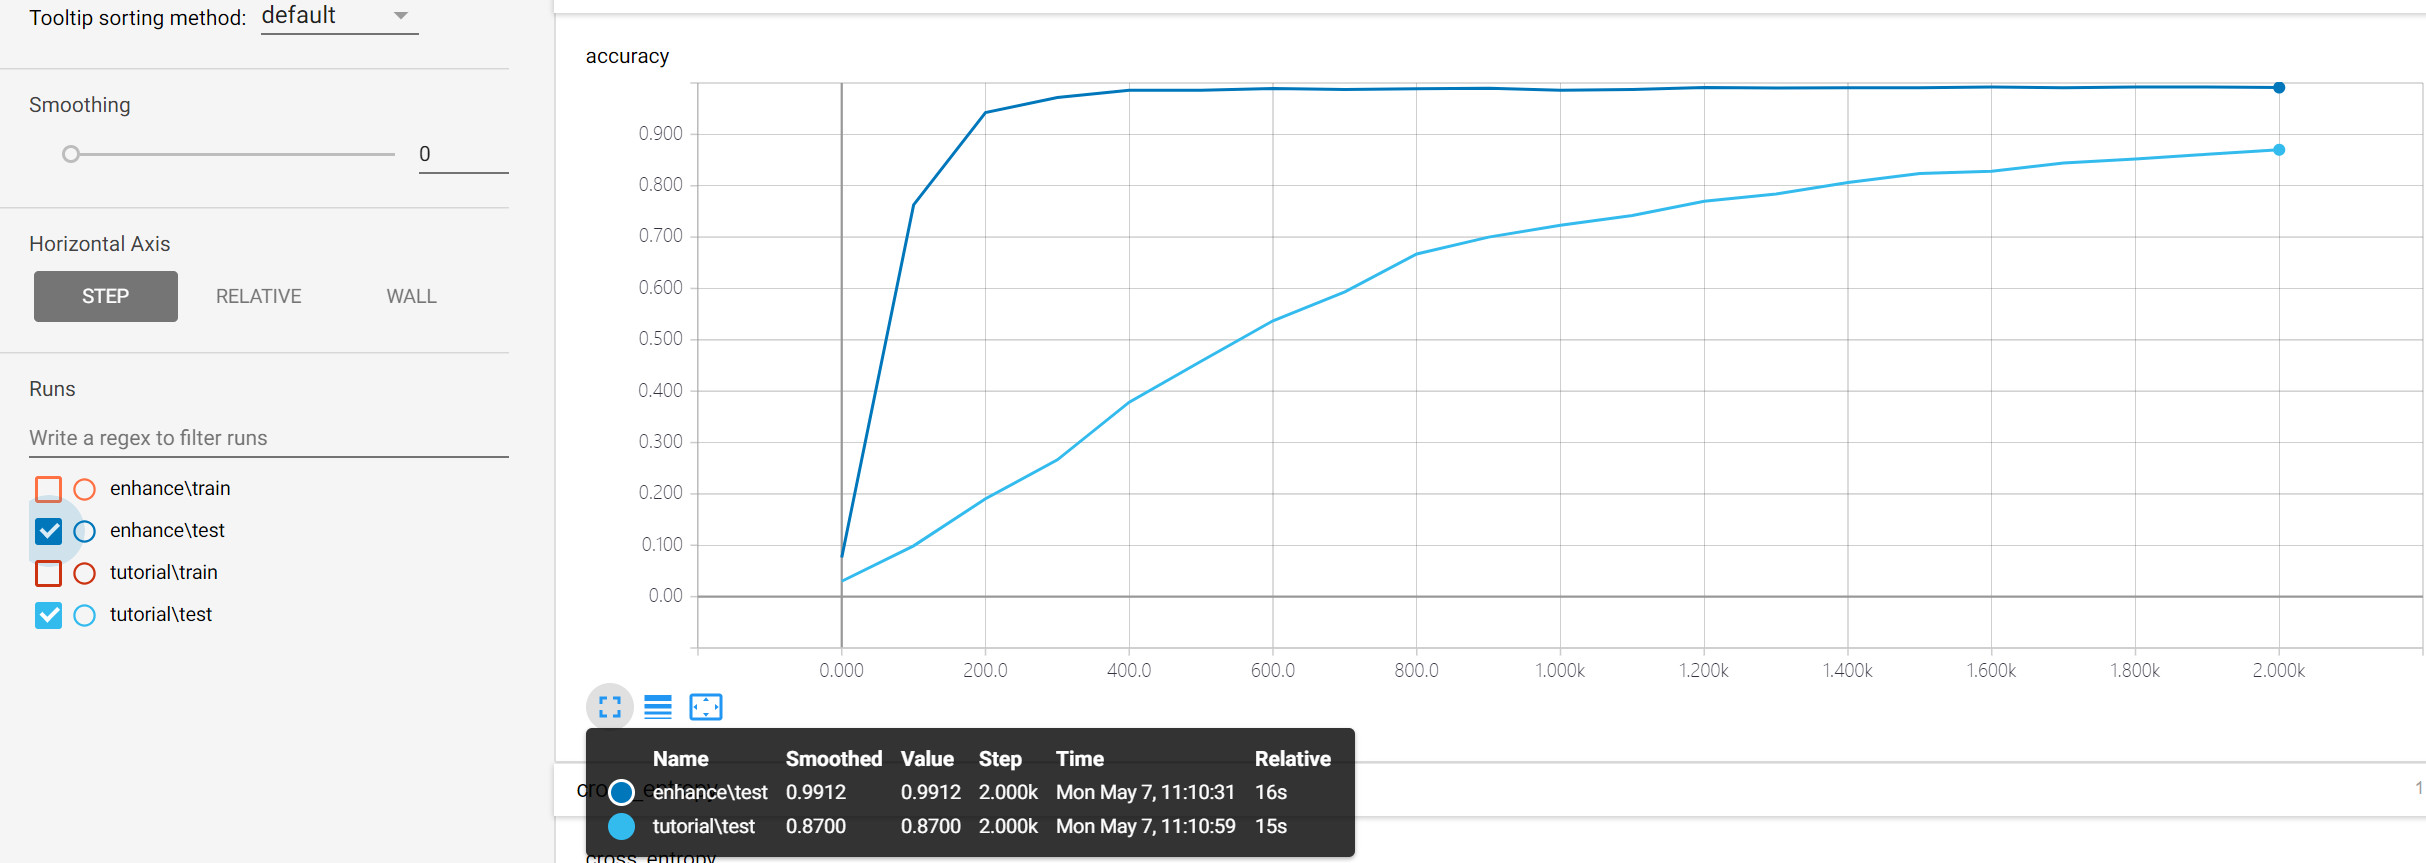 Tooltip sorting method: default
Smoothing
0
Horizontal Axis
STEP RELATIVE WALL
Runs
Write a regex to filter runs
enhance\train
enhance\test
tutorial\train
tutorial\test
accuracy
0.900
0.800
0.700
0.600
0.500
0.400
0.300
0.200
0.100
0.00
0.000 200.0 400.0 600.0 800.0 1.000k 1.200k 1.400k 1.600k 1.800k 2.000k
Name Smoothed Value Step Time Relative
enhance\test 0.9912 0.9912 2.000k Mon May 7, 11:10:31 16s
tutorial\test 0.8700 0.8700 2.000k Mon May 7, 11:10:59 15s
cross_entropy
1
cross_entropy